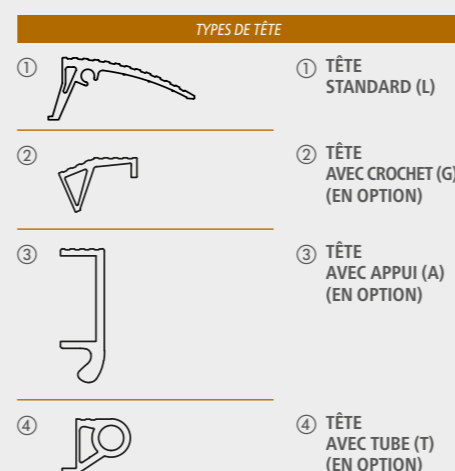 TYPES DE TÊTE
①
① TÊTE
STANDARD (L)
②
② TÊTE
AVEC CROCHET (G)
(EN OPTION)
③
③ TÊTE
AVEC APPUI (A)
(EN OPTION)
④
④ TÊTE
AVEC TUBE (T)
(EN OPTION)